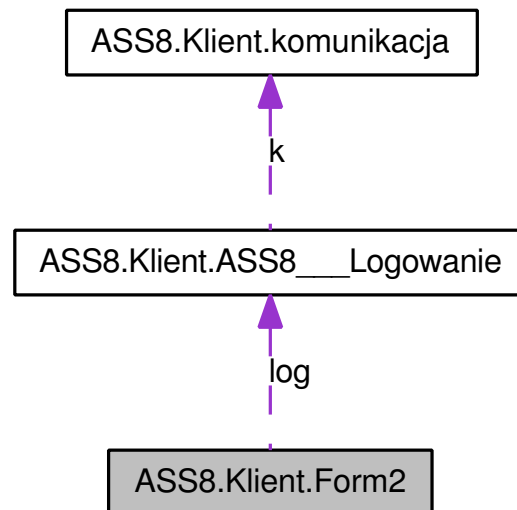 ASS8.Klient.komunikacja
k
ASS8.Klient.ASS8___Logowanie
log
ASS8.Klient.Form2